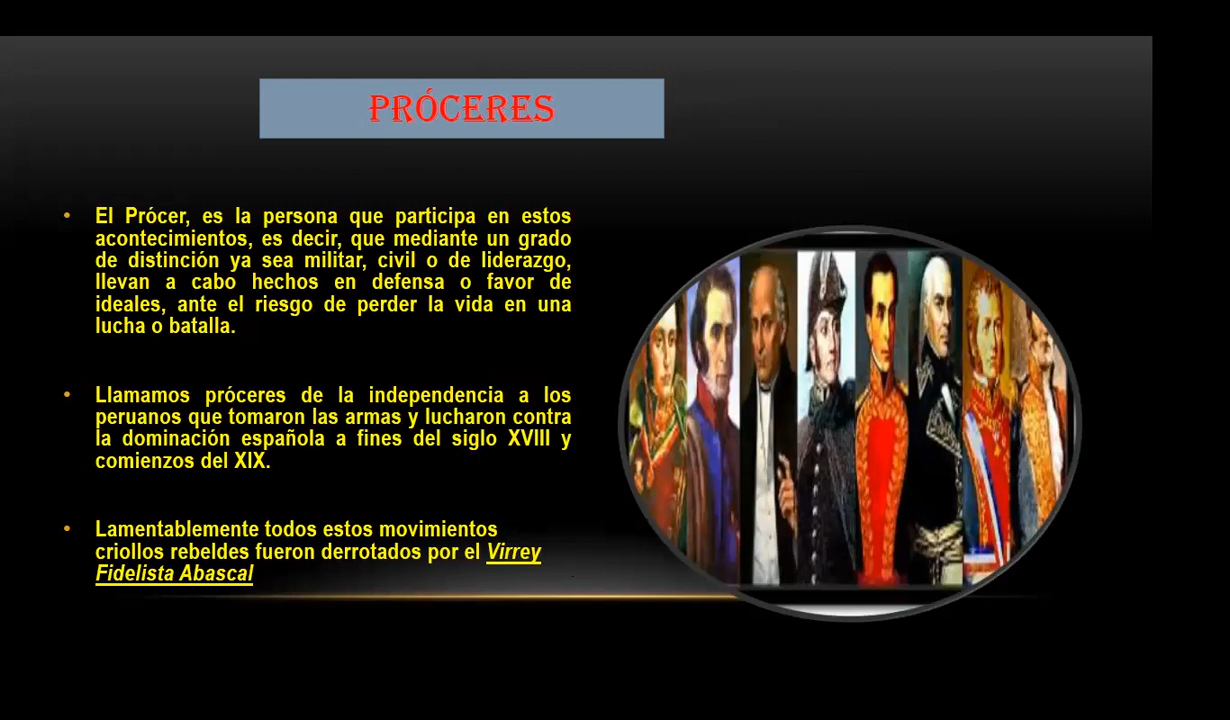 PRÓCERES
• El Prócer, es la persona que participa en estos
acontecimientos, es decir, que mediante un grado
de distinción ya sea militar, civil o de liderazgo,
llevan a cabo hechos en defensa o favor de
ideales, ante el riesgo de perder la vida en una
lucha o batalla.
• Llamamos próceres de la independencia a los
peruanos que tomaron las armas y lucharon contra
la dominación española a fines del siglo XVIII y
comienzos del XIX.
• Lamentablemente todos estos movimientos
criollos rebeldes fueron derrotados por el Virrey
Fidelista Abascal